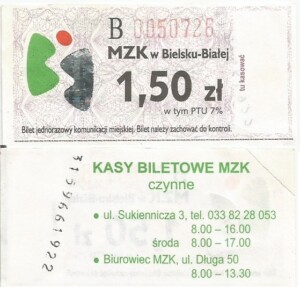 B 0050728
MZK w Bielsku-Białej
1,50 zł
w tym PTU 7%
tu kasować
Bilet jednorazowy komunikacji miejskiej. Bilet należy zachować do kontroli.
KASY BILETOWE MZK
czynne
• ul. Sukiennicza 3, tel. 033 82 28 053
8.00 - 16.00
środa 8.00 - 17.00
• Biurowiec MZK, ul. Długa 50
8.00 - 13.30
3159661922